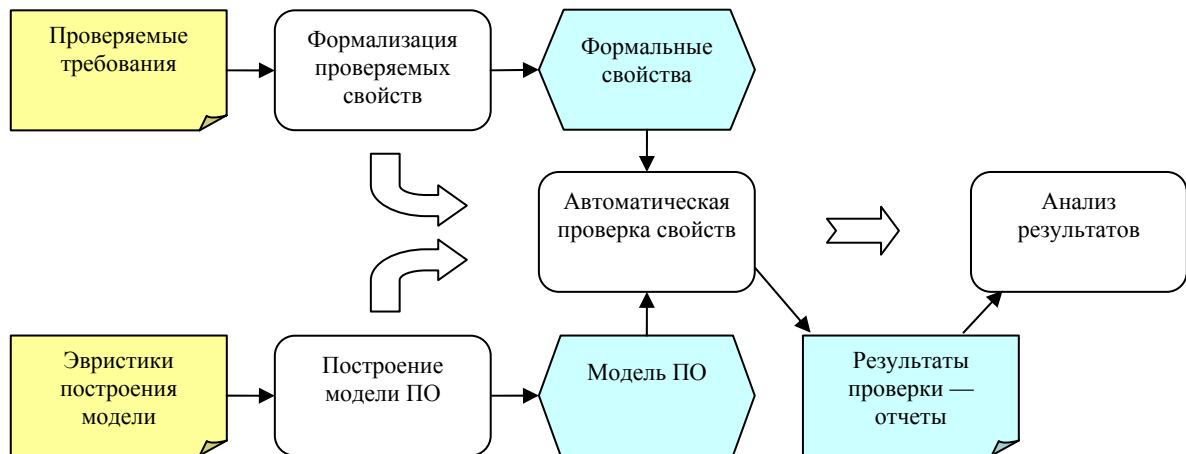 Проверяемые
требования
Формализация
проверяемых
свойств
Формальные
свойства
Автоматическая
проверка свойств
Анализ
результатов
Эвристики
построения
модели
Построение
модели ПО
Модель ПО
Результаты
проверки —
отчеты